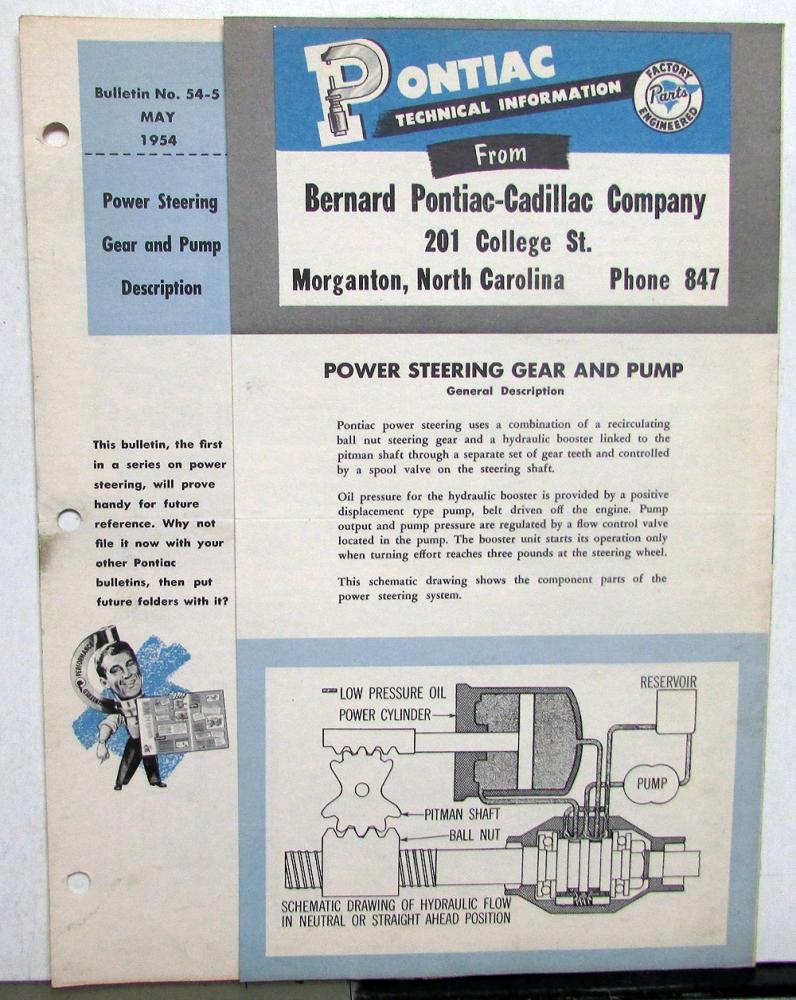 Bulletin No. 54-5
MAY
1954
Power Steering
Gear and Pump
Description
This bulletin, the first
in a series on power
steering, will prove
handy for future
reference. Why not
file it now with your
other Pontiac
bulletins, then put
future folders with it?
PERFORMANCE
PONTIAC
TECHNICAL INFORMATION
FACTORY
Parts
ENGINEERED
From
Bernard Pontiac-Cadillac Company
201 College St.
Morganton, North Carolina Phone 847
POWER STEERING GEAR AND PUMP
General Description
Pontiac power steering uses a combination of a recirculating
ball nut steering gear and a hydraulic booster linked to the
pitman shaft through a separate set of gear teeth and controlled
by a spool valve on the steering shaft.
Oil pressure for the hydraulic booster is provided by a positive
displacement type pump, belt driven off the engine. Pump
output and pump pressure are regulated by a flow control valve
located in the pump. The booster unit starts its operation only
when turning effort reaches three pounds at the steering wheel.
This schematic drawing shows the component parts of the
power steering system.
RESERVOIR
LOW PRESSURE OIL
POWER CYLINDER
PUMP
PITMAN SHAFT
BALL NUT
SCHEMATIC DRAWING OF HYDRAULIC FLOW
IN NEUTRAL OR STRAIGHT AHEAD POSITION